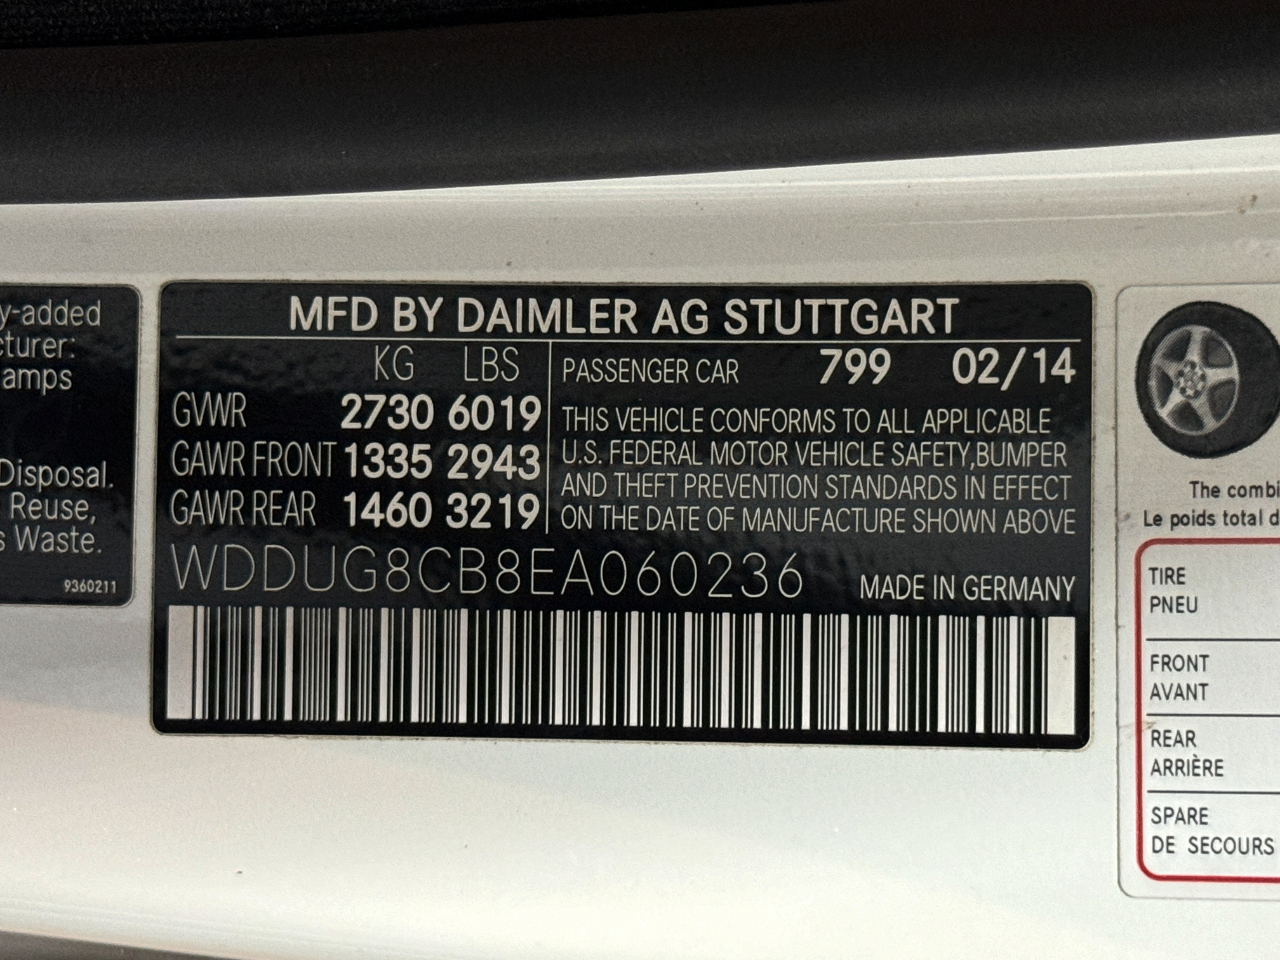 y-added
cturer:
amps
Disposal.
Reuse,
s Waste.
9360211
MFD BY DAIMLER AG STUTTGART
KG LBS
GVWR 2730 6019
GAWR FRONT 1335 2943
GAWR REAR 1460 3219
PASSENGER CAR 799 02/14
THIS VEHICLE CONFORMS TO ALL APPLICABLE
U.S. FEDERAL MOTOR VEHICLE SAFETY,BUMPER
AND THEFT PREVENTION STANDARDS IN EFFECT
ON THE DATE OF MANUFACTURE SHOWN ABOVE
WDDUG8CB8EA060236 MADE IN GERMANY
The combi
Le poids total d
TIRE
PNEU
FRONT
AVANT
REAR
ARRIÈRE
SPARE
DE SECOURS